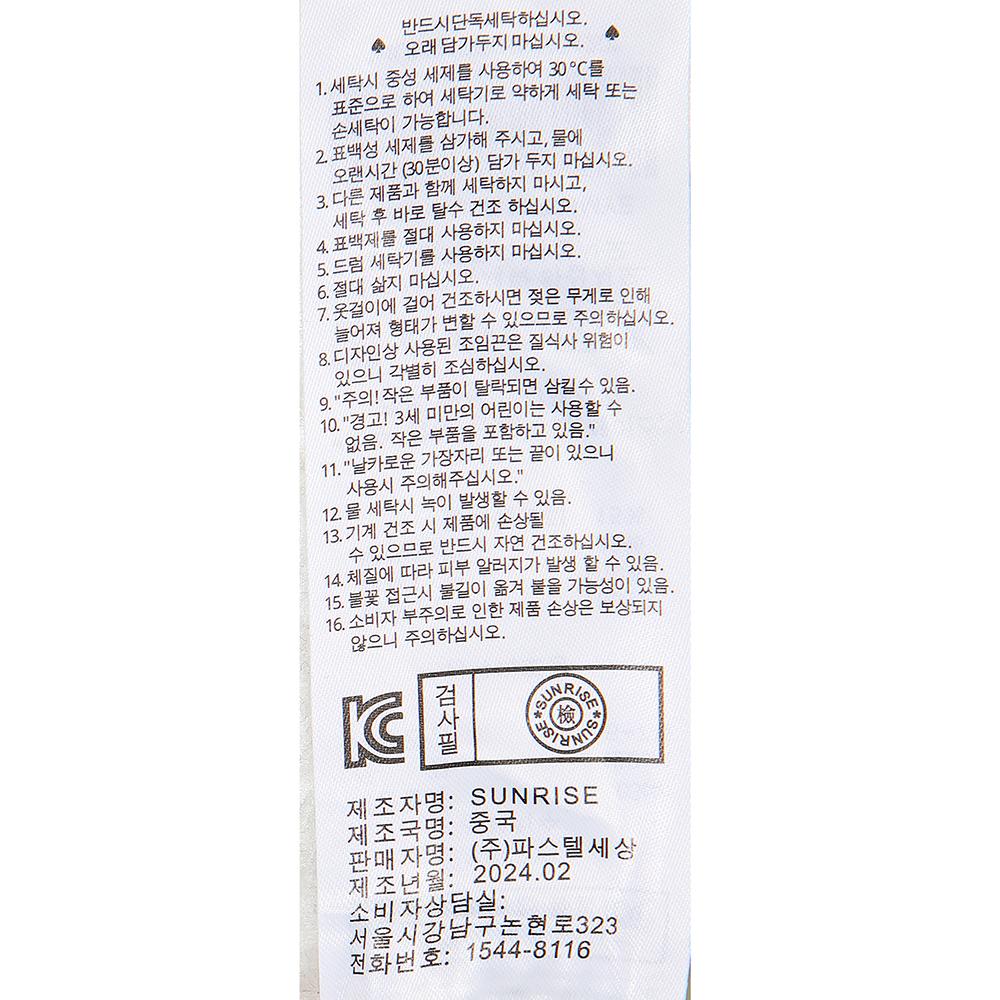 반드시단독세탁하십시오.
♠ 오래담가두지마십시오. ♠
1. 세탁시 중성 세제를 사용하여 30℃를
표준으로 하여 세탁기로 약하게 세탁 또는
손세탁이 가능합니다.
2. 표백성 세제를 삼가해 주시고, 물에
오랜시간 (30분이상) 담가 두지 마십시오.
3. 다른 제품과 함께 세탁하지 마시고,
세탁 후 바로 탈수 건조 하십시오.
4. 표백제를 절대 사용하지 마십시오.
5. 드럼 세탁기를 사용하지 마십시오.
6. 절대 삶지 마십시오.
7. 옷걸이에 걸어 건조하시면 젖은 무게로 인해
늘어져 형태가 변할 수 있으므로 주의하십시오.
8. 디자인상 사용된 조임끈은 질식사 위험이
있으니 각별히 조심하십시오.
9. "주의! 작은 부품이 탈락되면 삼킬수 있음.
10. "경고! 3세 미만의 어린이는 사용할 수
없음. 작은 부품을 포함하고 있음."
11. "날카로운 가장자리 또는 끝이 있으니
사용시 주의해주십시오."
12. 물 세탁시 녹이 발생할 수 있음.
13. 기계 건조 시 제품에 손상될
수 있으므로 반드시 자연 건조하십시오.
14. 체질에 따라 피부 알러지가 발생 할 수 있음.
15. 불꽃 접근시 불길이 옮겨 붙을 가능성이 있음.
16. 소비자 부주의로 인한 제품 손상은 보상되지
않으니 주의하십시오.
KC
검사필
SUNRISE * SUNRISE *
檢
제조자명: SUNRISE
제조국명: 중국
판매자명: (주)파스텔세상
제조년월: 2024.02
소비자상담실:
서울시강남구논현로323
전화번호: 1544-8116